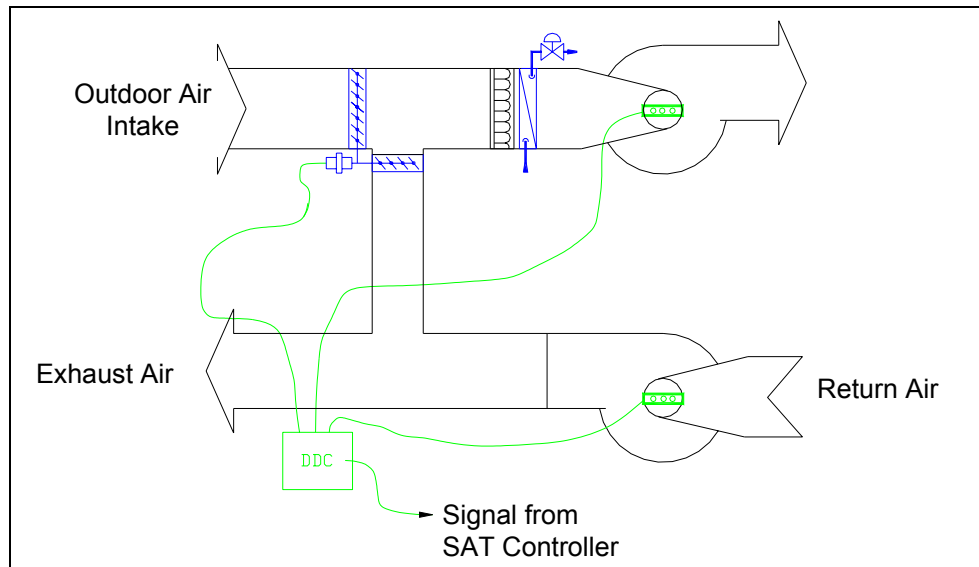 Outdoor Air
Intake
Exhaust Air
Return Air
DDC
Signal from
SAT Controller